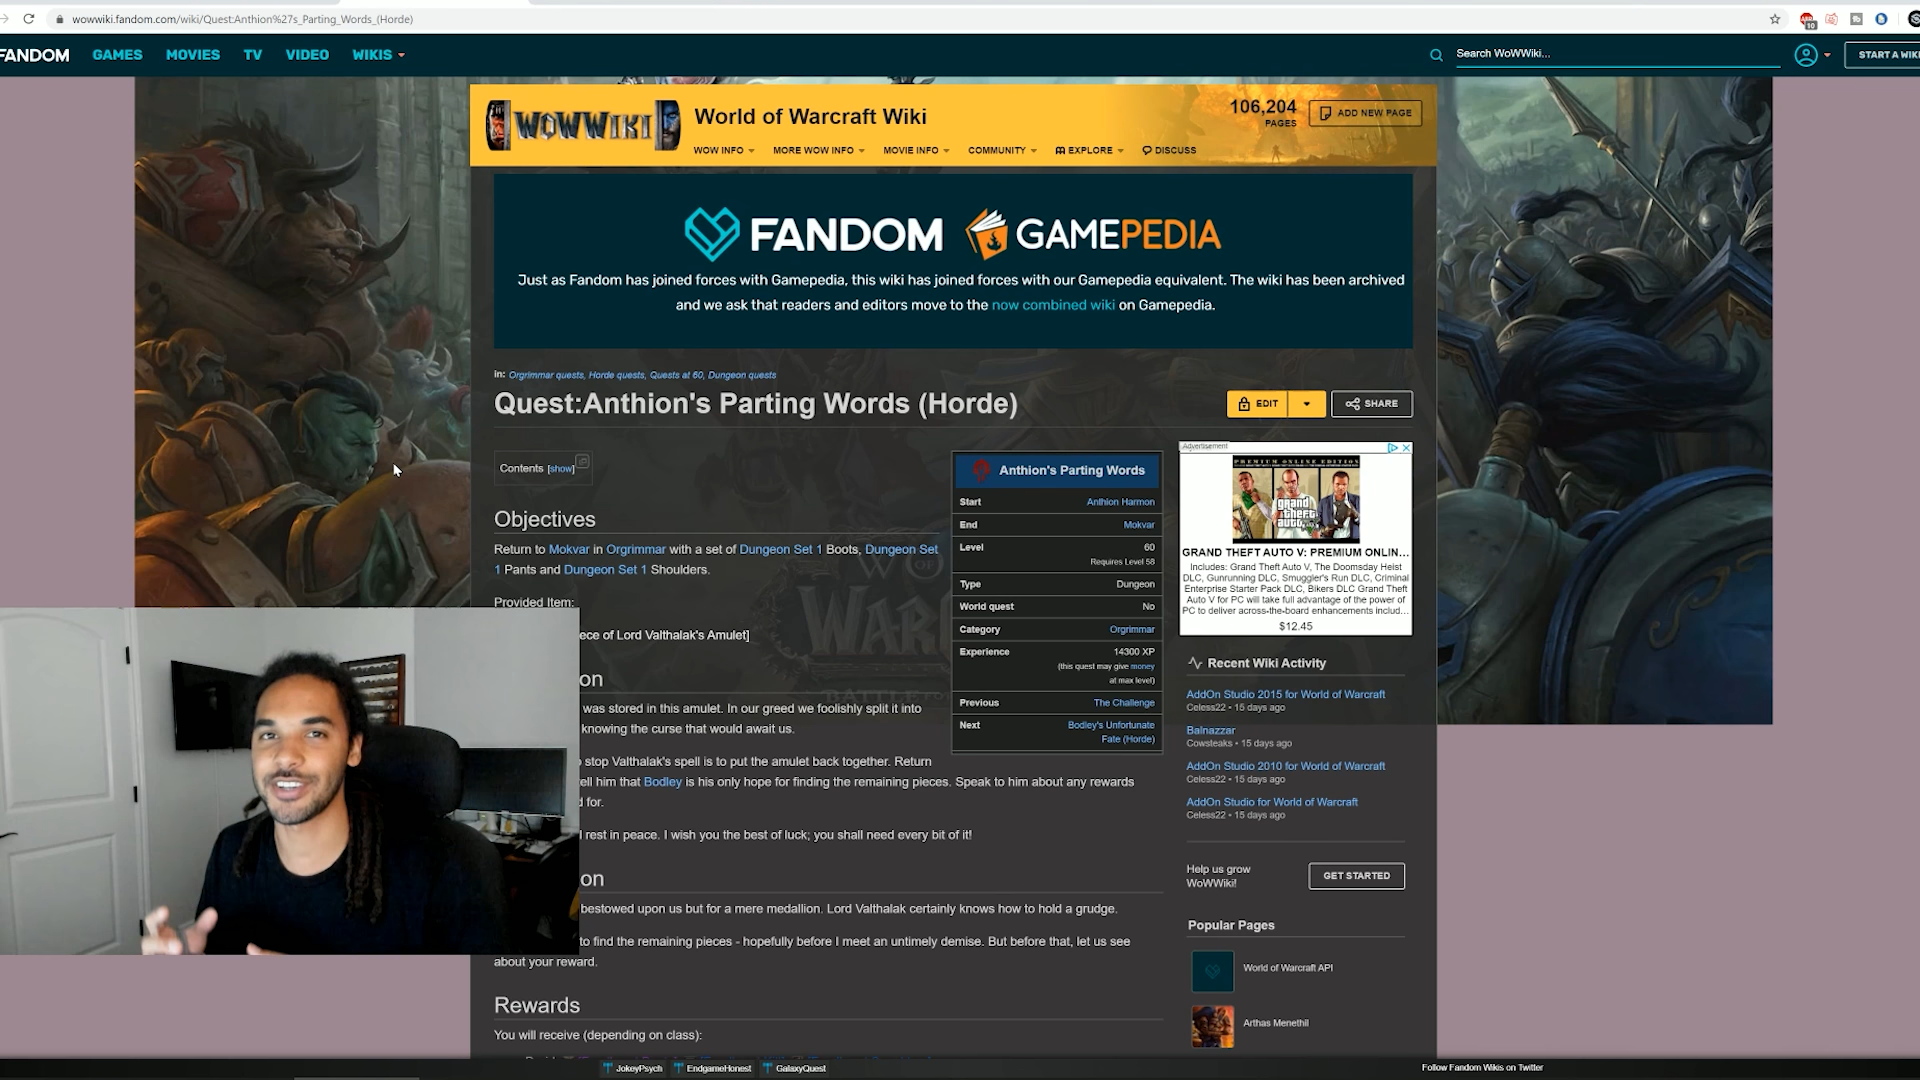 wowwiki.fandom.com/wiki/Quest:Anthion%27s_Parting_Words_(Horde)
FANDOM GAMES MOVIES TV VIDEO WIKIS
Search WoWWiki...
START A WIKI
WOWWIKI
World of Warcraft Wiki
106,204
PAGES
ADD NEW PAGE
WOW INFO MORE WOW INFO MOVIE INFO COMMUNITY EXPLORE DISCUSS
FANDOM GAMEPEDIA
Just as Fandom has joined forces with Gamepedia, this wiki has joined forces with our Gamepedia equivalent. The wiki has been archived
and we ask that readers and editors move to the now combined wiki on Gamepedia.
in: Orgrimmar quests, Horde quests, Quests at 60, Dungeon quests
Quest:Anthion's Parting Words (Horde)
EDIT
SHARE
Contents [show]
Objectives
Return to Mokvar in Orgrimmar with a set of Dungeon Set 1 Boots, Dungeon Set
1 Pants and Dungeon Set 1 Shoulders.
Provided Item:
ece of Lord Valthalak's Amulet]
on
was stored in this amulet. In our greed we foolishly split it into
knowing the curse that would await us.
stop Valthalak's spell is to put the amulet back together. Return
ell him that Bodley is his only hope for finding the remaining pieces. Speak to him about any rewards
d for.
l rest in peace. I wish you the best of luck; you shall need every bit of it!
on
bestowed upon us but for a mere medallion. Lord Valthalak certainly knows how to hold a grudge.
to find the remaining pieces - hopefully before I meet an untimely demise. But before that, let us see
about your reward.
Rewards
You will receive (depending on class):
Anthion's Parting Words
Start Anthion Harmon
End Mokvar
Level 60
Requires Level 58
Type Dungeon
World quest No
Category Orgrimmar
Experience 14300 XP
(this quest may give money
at max level)
Previous The Challenge
Next Bodley's Unfortunate
Fate (Horde)
Advertisement
PREMIUM ONLINE EDITION
grand
theft
auto
GRAND THEFT AUTO V: PREMIUM ONLIN...
Includes: Grand Theft Auto V, The Doomsday Heist
DLC, Gunrunning DLC, Smuggler's Run DLC, Criminal
Enterprise Starter Pack DLC, Bikers DLC Grand Theft
Auto V for PC will take full advantage of the power of
PC to deliver across-the-board enhancements includ...
$12.45
Recent Wiki Activity
AddOn Studio 2015 for World of Warcraft
Celess22 • 15 days ago
Balnazzar
Cowsteaks • 15 days ago
AddOn Studio 2010 for World of Warcraft
Celess22 • 15 days ago
AddOn Studio for World of Warcraft
Celess22 • 15 days ago
Help us grow
WoWWiki!
GET STARTED
Popular Pages
World of Warcraft API
Arthas Menethil
JokeyPsych EndgameHonest GalaxyQuest
Follow Fandom Wikis on Twitter